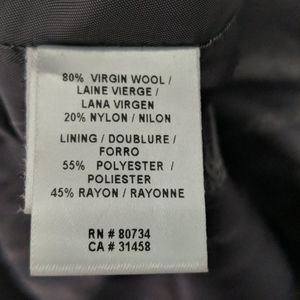 80% VIRGIN WOOL /
LAINE VIERGE /
LANA VIRGEN
20% NYLON / NILON
LINING / DOUBLURE /
FORRO
55% POLYESTER /
POLIESTER
45% RAYON / RAYONNE
RN # 80734
CA # 31458